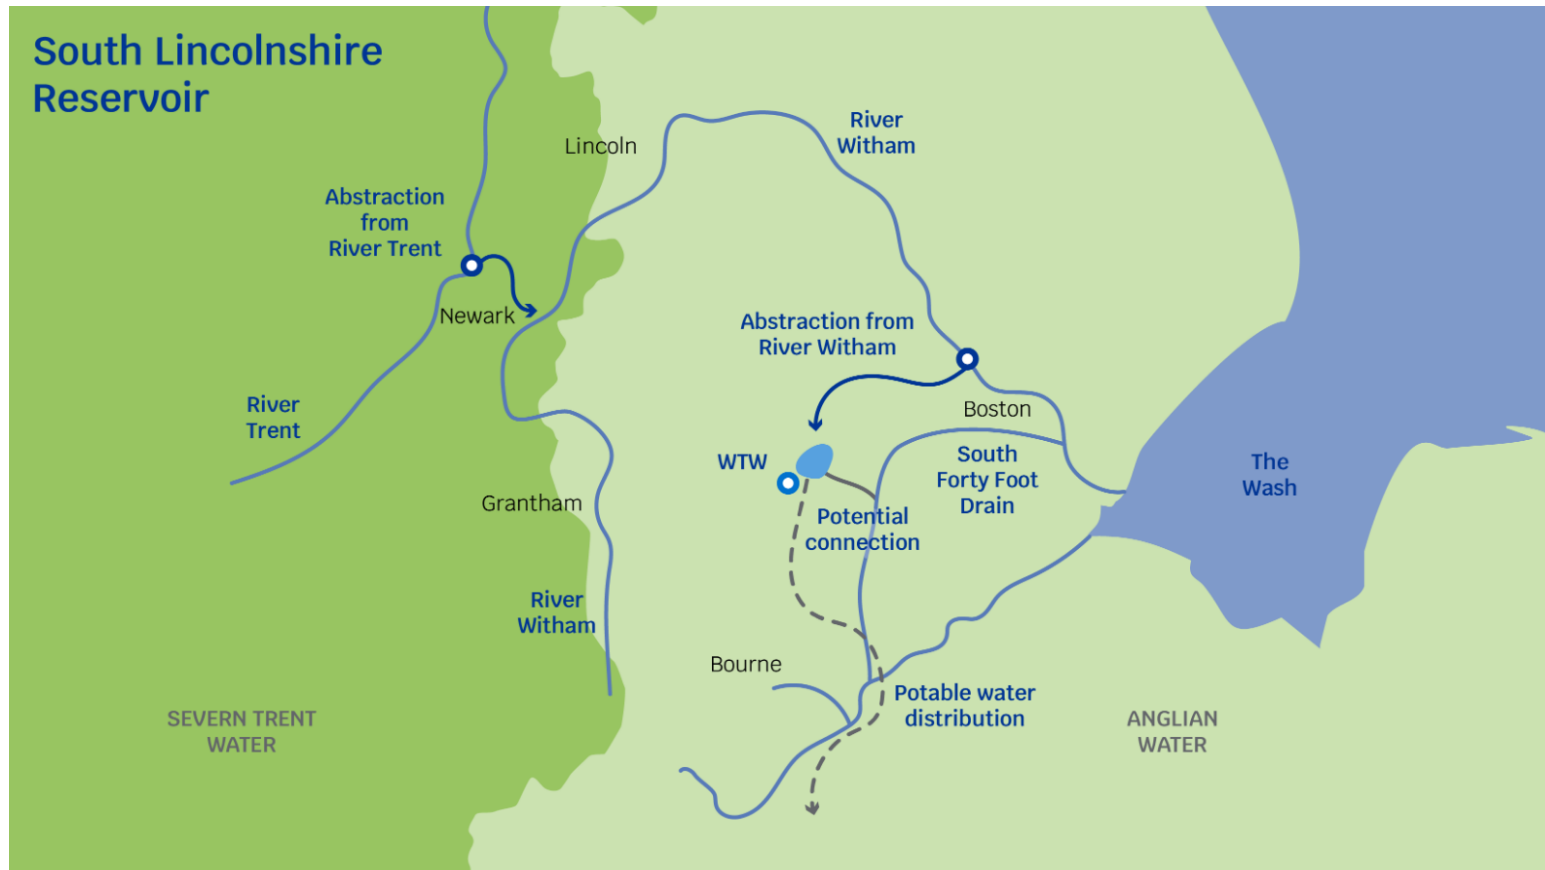 South Lincolnshire
Reservoir
River
Witham
Lincoln
Abstraction
from
River Trent
Newark
Abstraction from
River Witham
River
Trent
Boston
WTW
South
Forty Foot
Drain
The
Wash
Grantham
Potential
connection
River
Witham
Bourne
Potable water
distribution
SEVERN TRENT
WATER
ANGLIAN
WATER